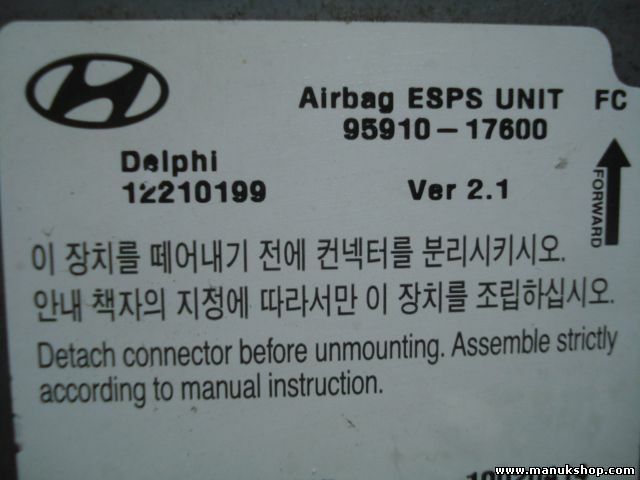 Airbag ESPS UNIT FC
95910-17600
Delphi
12210199
Ver 2.1
FORWARD
이 장치를 떼어내기 전에 컨넥터를 분리시키시오.
안내 책자의 지정에 따라서만 이 장치를 조립하십시오.
Detach connector before unmounting. Assemble strictly
according to manual instruction.
www.manukshop.com